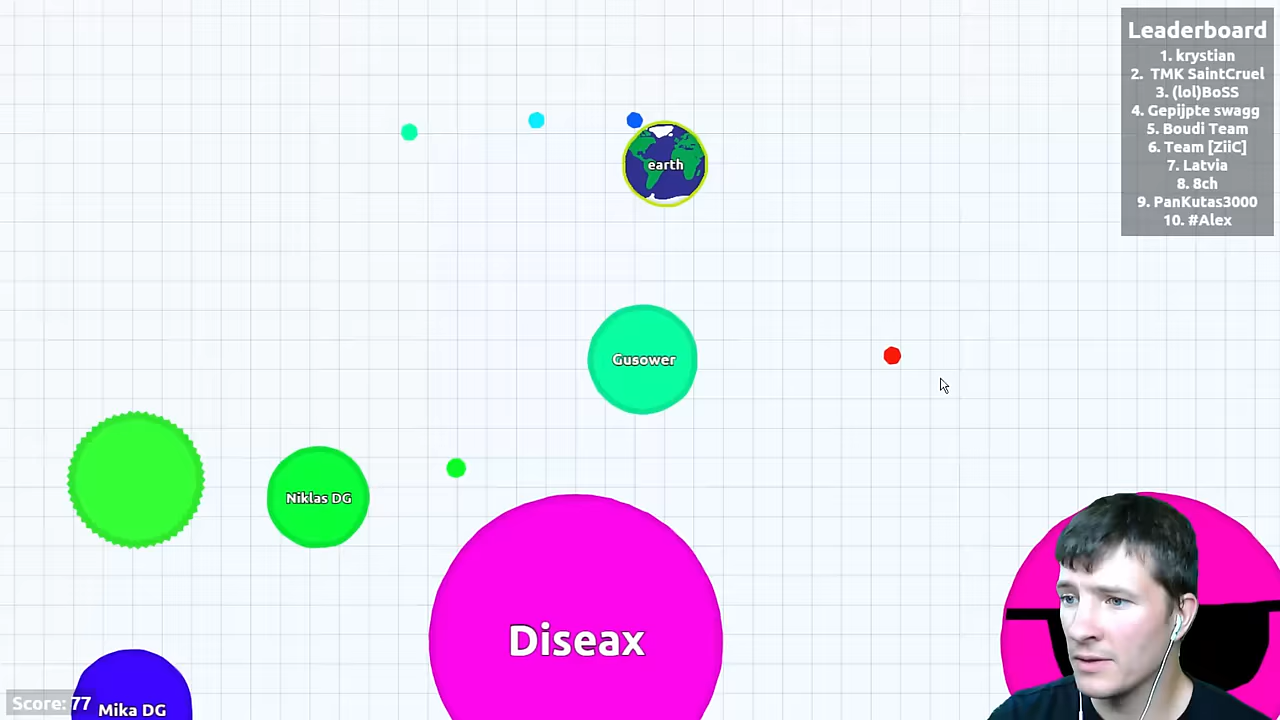 Leaderboard
1. krystian
2. TMK SaintCruel
3. (lol)BoSS
4. Gepijpte swagg
5. Boudi Team
6. Team [ZiiC]
7. Latvia
8. 8ch
9. PanKutas3000
10. #Alex
earth
Gusower
Niklas DG
Diseax
Mika DG
Score: 77